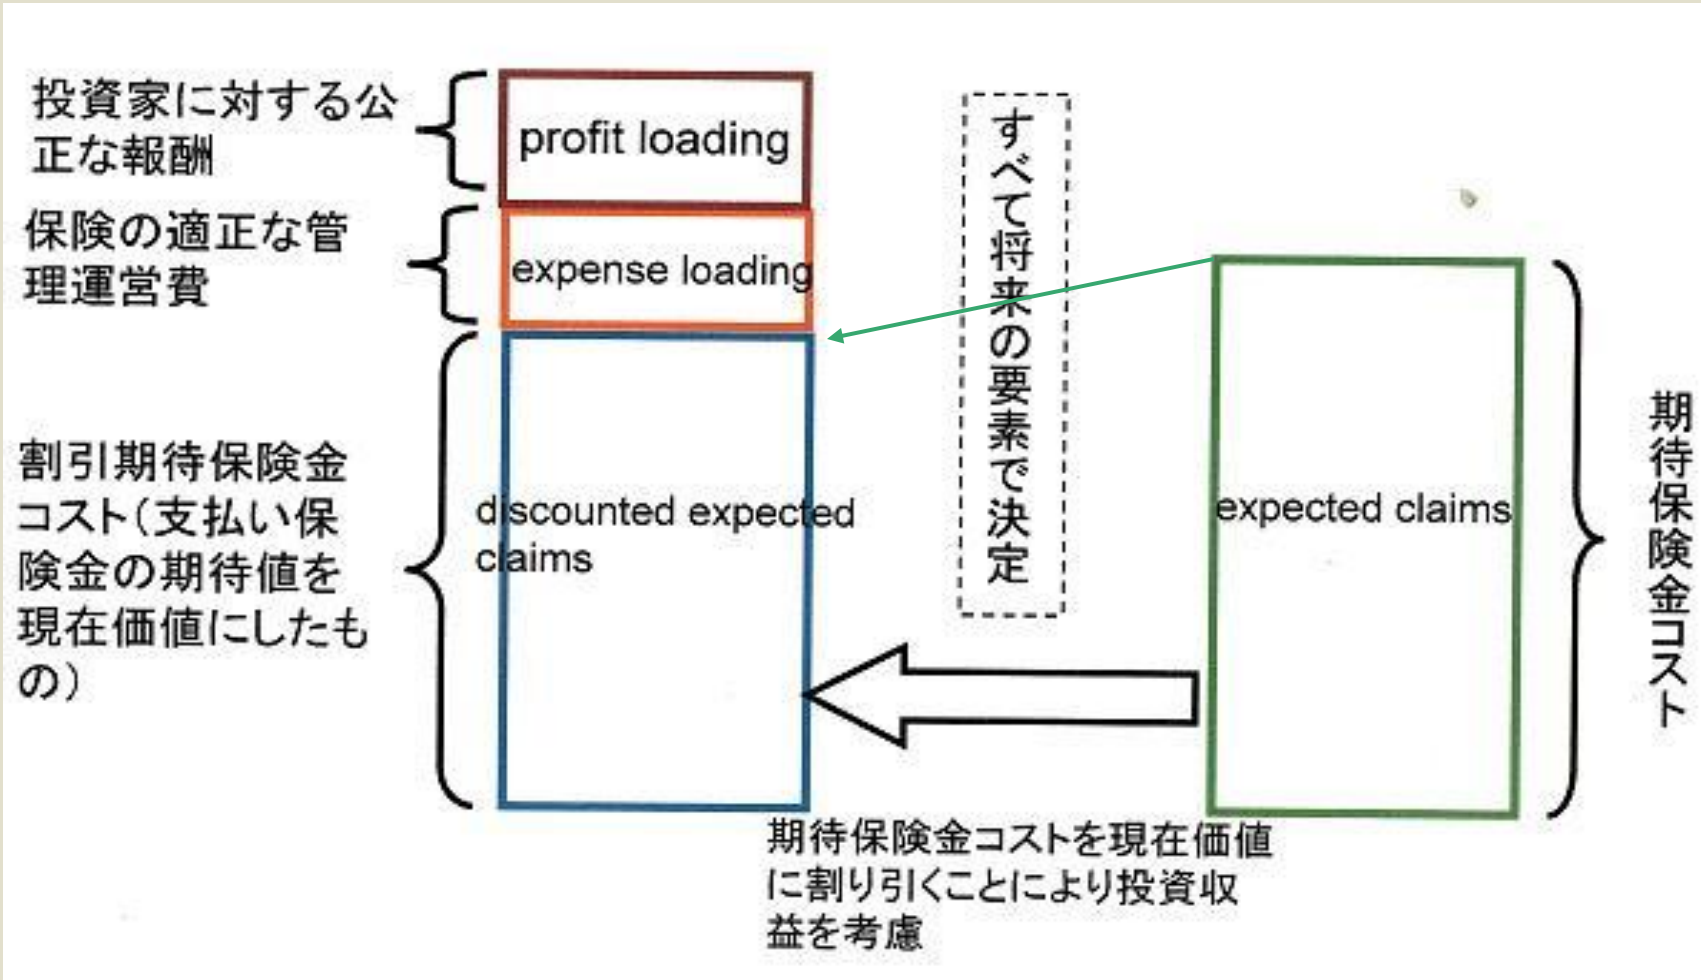 投資家に対する公
正な報酬
profit loading
保険の適正な管
理運営費
expense loading
割引期待保険金
コスト(支払い保
険金の期待値を
現在価値にしたも
の)
discounted expected
claims
すべて将来の要素で決定
expected claims
期待保険金コスト
期待保険金コストを現在価値
に割り引くことにより投資収
益を考慮